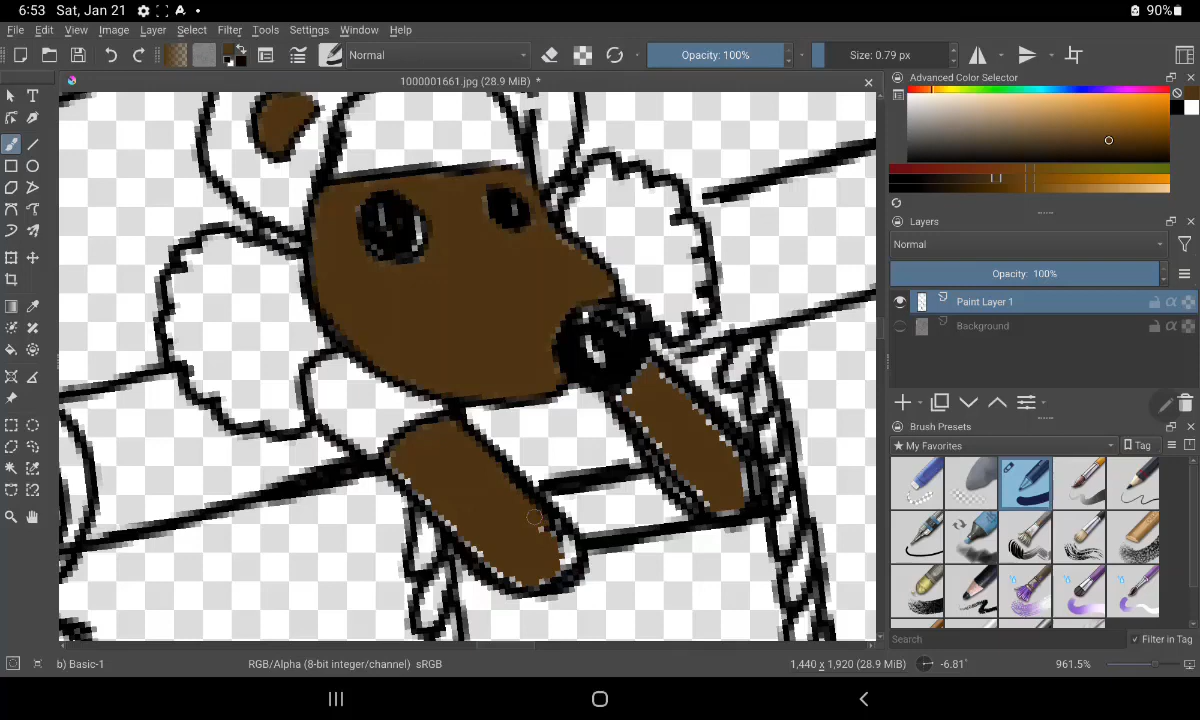 6:53 Sat, Jan 21
90%
File Edit View Image Layer Select Filter Tools Settings Window Help
Normal
Opacity: 100%
Size: 0.79 px
1000001661.jpg (28.9 MiB) *
Advanced Color Selector
Layers
Normal
Opacity: 100%
Paint Layer 1
Background
Brush Presets
★ My Favorites
Tag
Search
Filter in Tag
b) Basic-1
RGB/Alpha (8-bit integer/channel) sRGB
1,440 x 1,920 (28.9 MiB)
-6.81°
961.5%